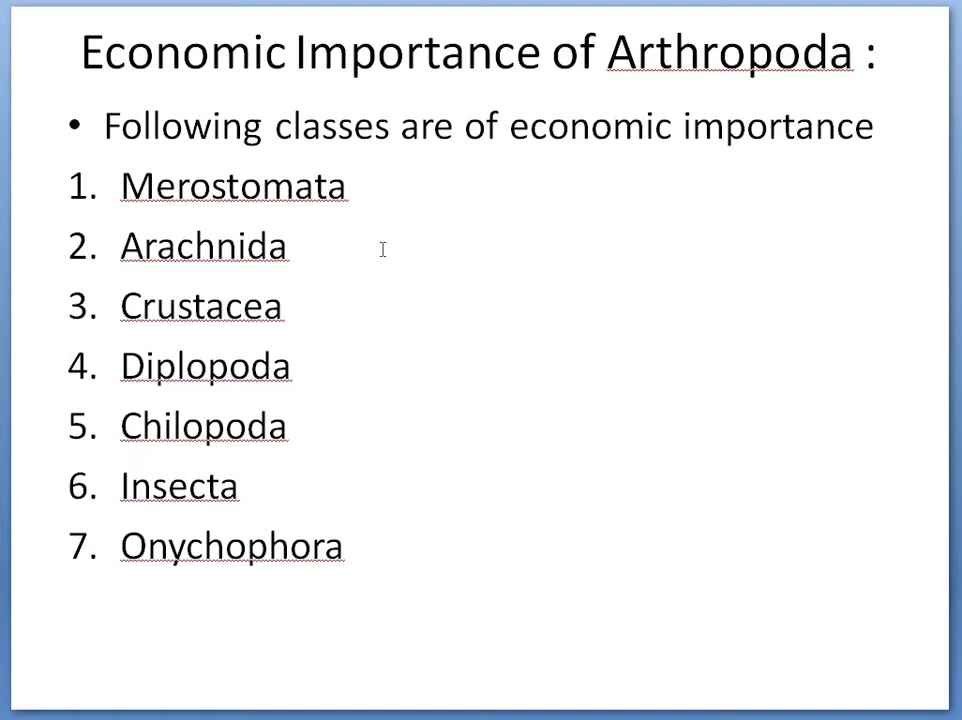 Economic Importance of Arthropoda :
• Following classes are of economic importance
1. Merostomata
2. Arachnida
3. Crustacea
4. Diplopoda
5. Chilopoda
6. Insecta
7. Onychophora